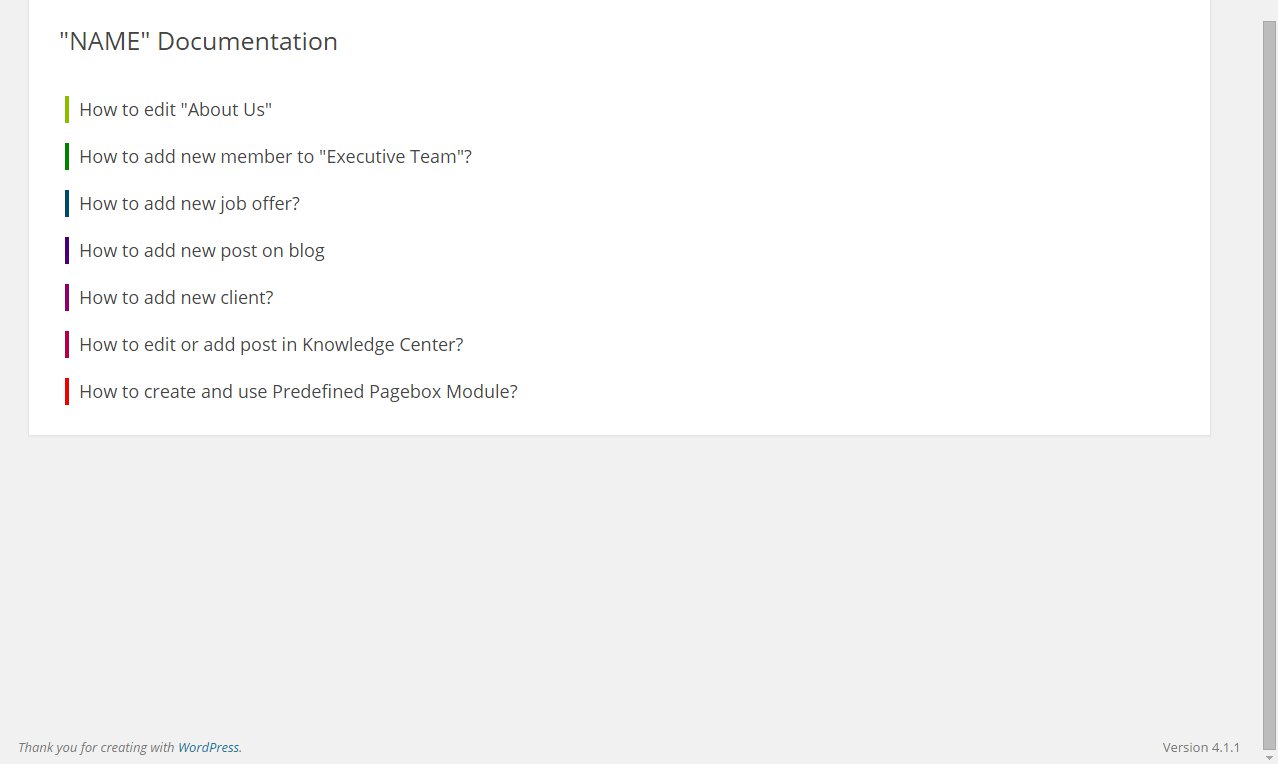 "NAME" Documentation
How to edit "About Us"
How to add new member to "Executive Team"?
How to add new job offer?
How to add new post on blog
How to add new client?
How to edit or add post in Knowledge Center?
How to create and use Predefined Pagebox Module?
Thank you for creating with WordPress.
Version 4.1.1